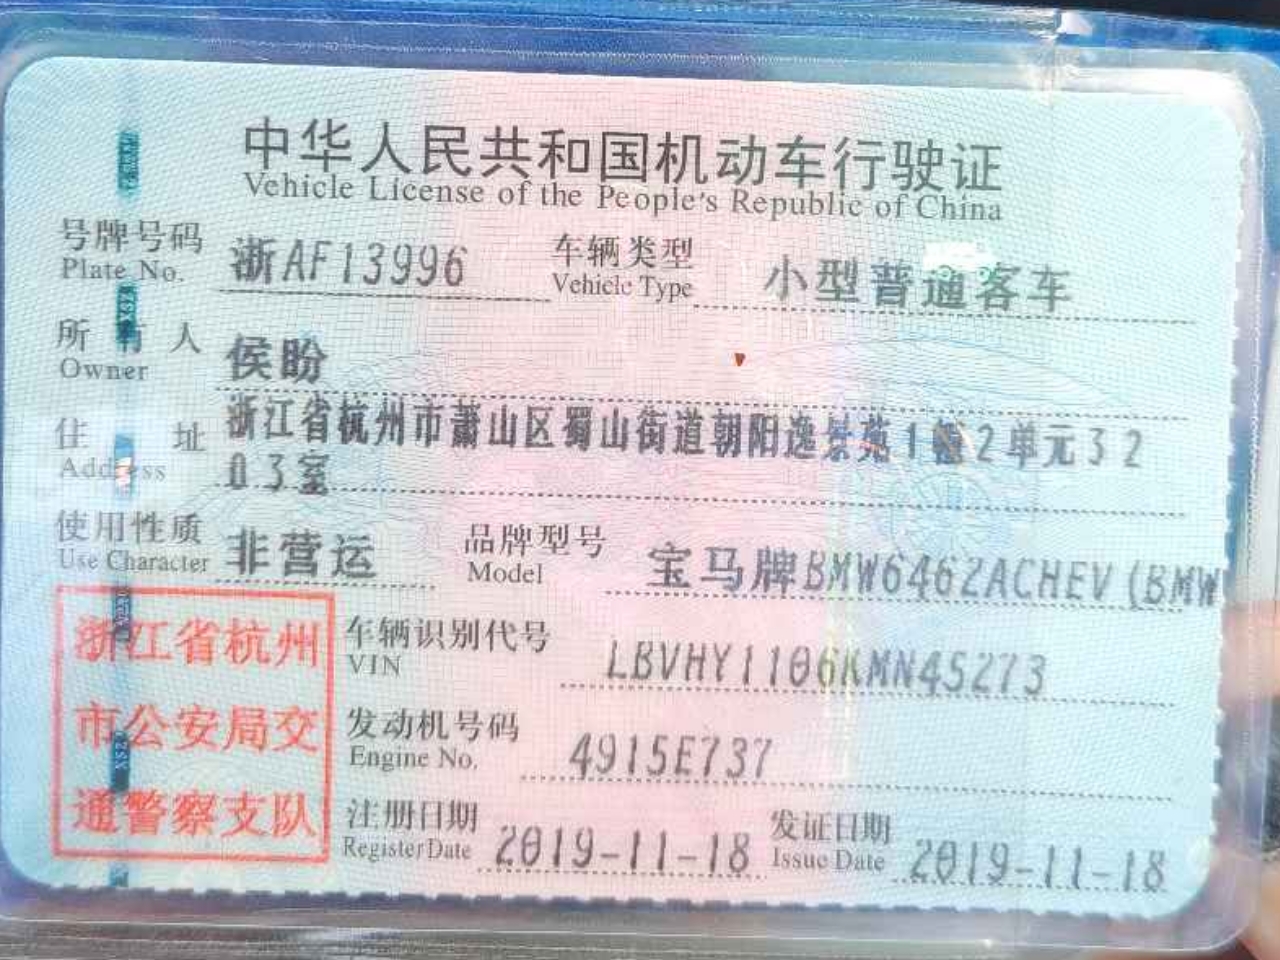 中华人民共和国机动车行驶证
Vehicle License of the People's Republic of China
号牌号码 浙AF13996 车辆类型 小型普通客车
Plate No. Vehicle Type
所有人 侯盼
Owner
住址 浙江省杭州市萧山区蜀山街道朝阳逸景苑1幢2单元32
Address 03室
使用性质 非营运 品牌型号 宝马牌BMW6462ACHEV(BMW
Use Character Model
浙江省杭州
市公安局交
通警察支队
车辆识别代号 LBVHY1106KMN45273
VIN
发动机号码 4915E737
Engine No.
注册日期 2019-11-18 发证日期 2019-11-18
Register Date Issue Date